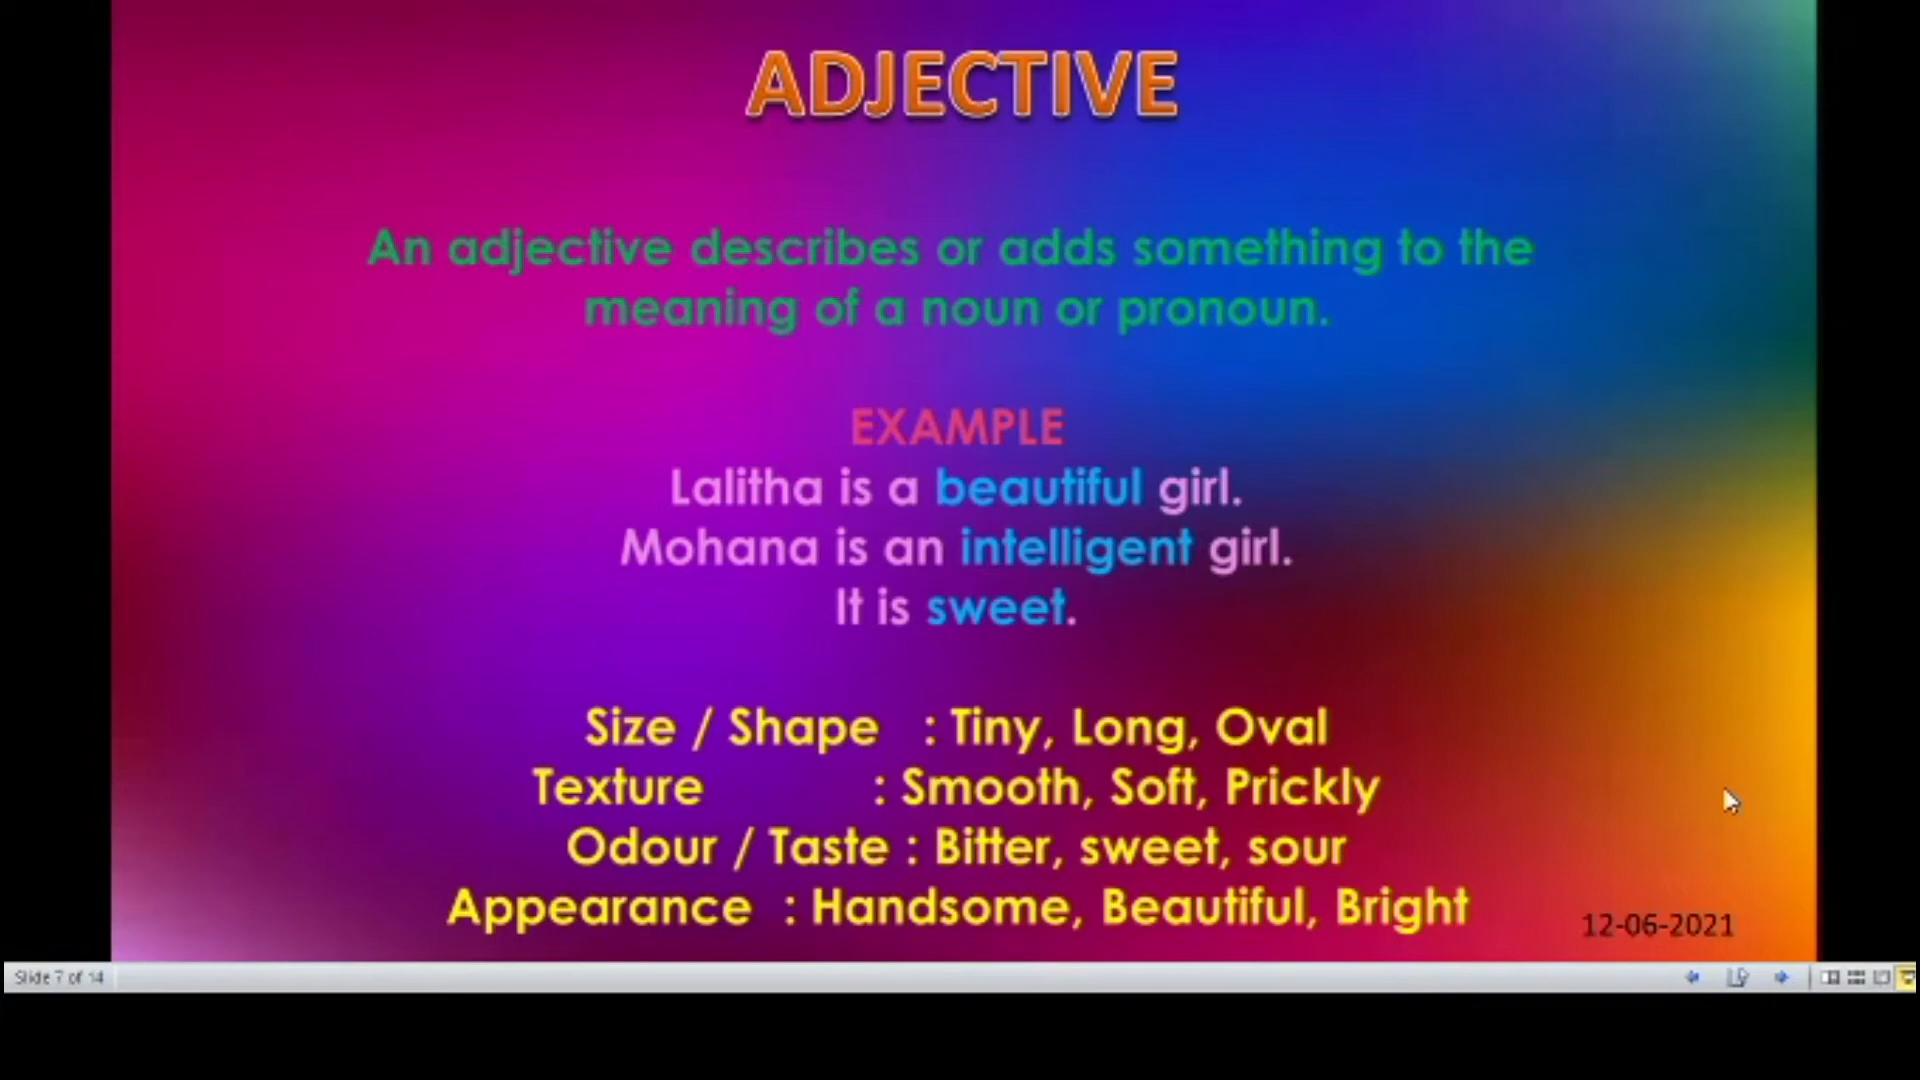 ADJECTIVE
An adjective describes or adds something to the
meaning of a noun or pronoun.
EXAMPLE
Lalitha is a beautiful girl.
Mohana is an intelligent girl.
It is sweet.
Size / Shape : Tiny, Long, Oval
Texture : Smooth, Soft, Prickly
Odour / Taste : Bitter, sweet, sour
Appearance : Handsome, Beautiful, Bright
12-06-2021
Slide 7 of 14